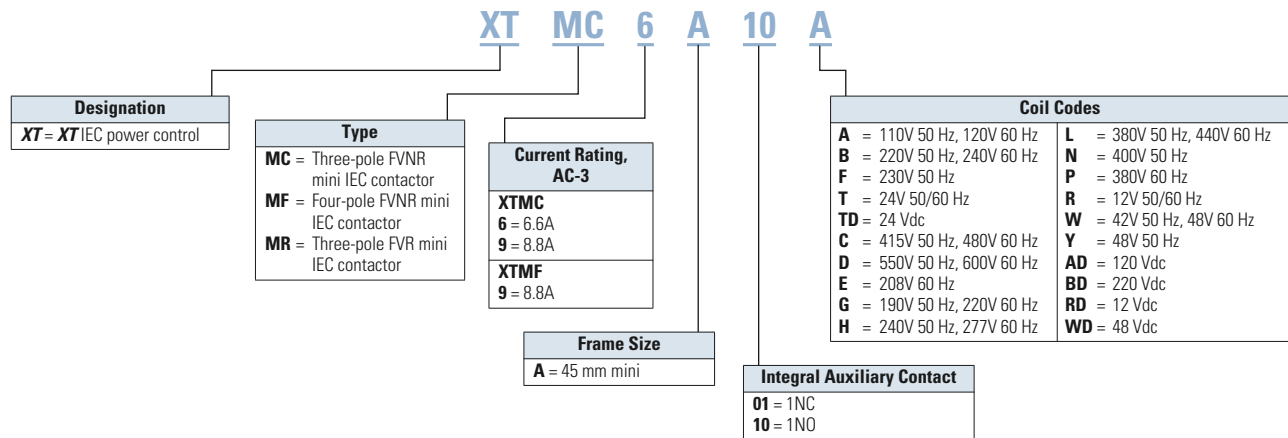 XT MC 6 A 10 A
Designation
XT = XT IEC power control
Type
MC = Three-pole FVNR
mini IEC contactor
MF = Four-pole FVNR mini
IEC contactor
MR = Three-pole FVR mini
IEC contactor
Current Rating,
AC-3
XTMC
6 = 6.6A
9 = 8.8A
XTMF
9 = 8.8A
Frame Size
A = 45 mm mini
Integral Auxiliary Contact
01 = 1NC
10 = 1NO
Coil Codes
A = 110V 50 Hz, 120V 60 Hz
B = 220V 50 Hz, 240V 60 Hz
F = 230V 50 Hz
T = 24V 50/60 Hz
TD = 24 Vdc
C = 415V 50 Hz, 480V 60 Hz
D = 550V 50 Hz, 600V 60 Hz
E = 208V 60 Hz
G = 190V 50 Hz, 220V 60 Hz
H = 240V 50 Hz, 277V 60 Hz
L = 380V 50 Hz, 440V 60 Hz
N = 400V 50 Hz
P = 380V 60 Hz
R = 12V 50/60 Hz
W = 42V 50 Hz, 48V 60 Hz
Y = 48V 50 Hz
AD = 120 Vdc
BD = 220 Vdc
RD = 12 Vdc
WD = 48 Vdc